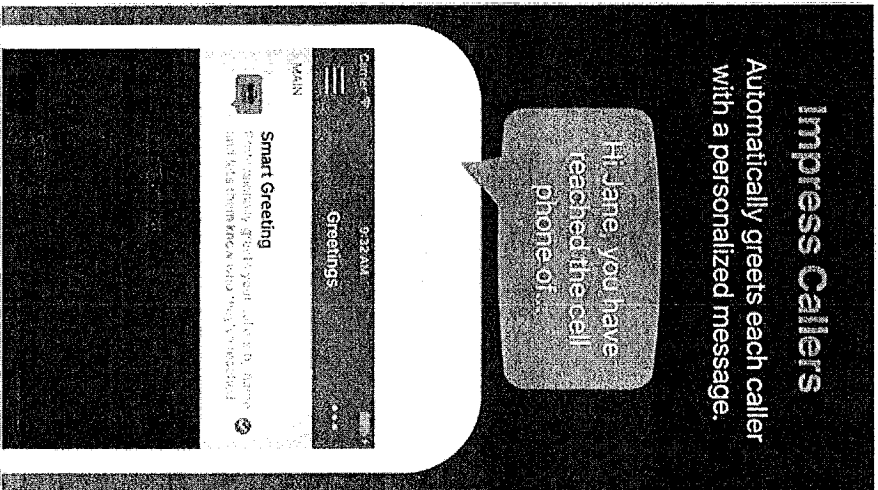 Impress Callers
Automatically greets each caller
with a personalized message.
Hi Jane, you have
reached the cell
phone of...
Carrier 9:32 AM
Greetings
MAIN
Smart Greeting